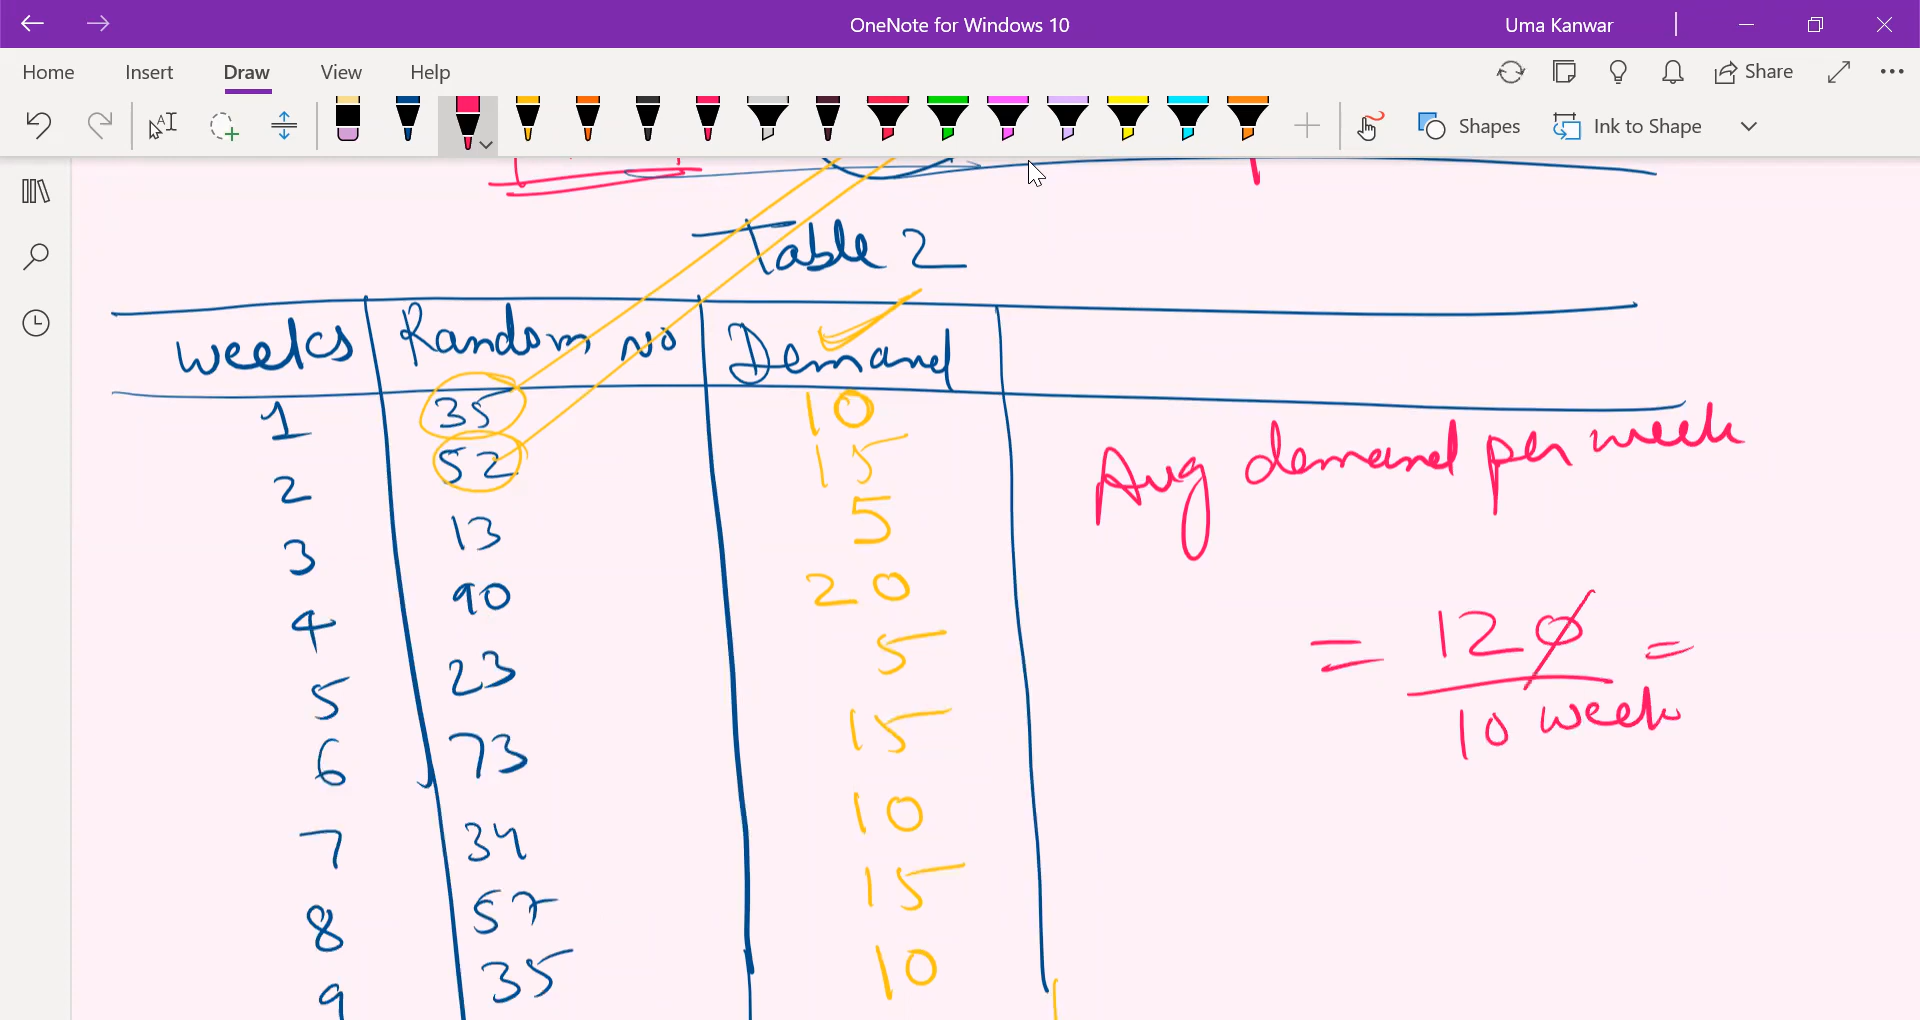 OneNote for Windows 10 Uma Kanwar
Home Insert Draw View Help Share
Shapes Ink to Shape
Table 2
weeks Random no Demand
1 35 10
2 52 15
3 13 5
4 90 20
5 23 5
6 73 15
7 34 10
8 57 15
9 35 10
Avg demand per week
= 120 =
10 week